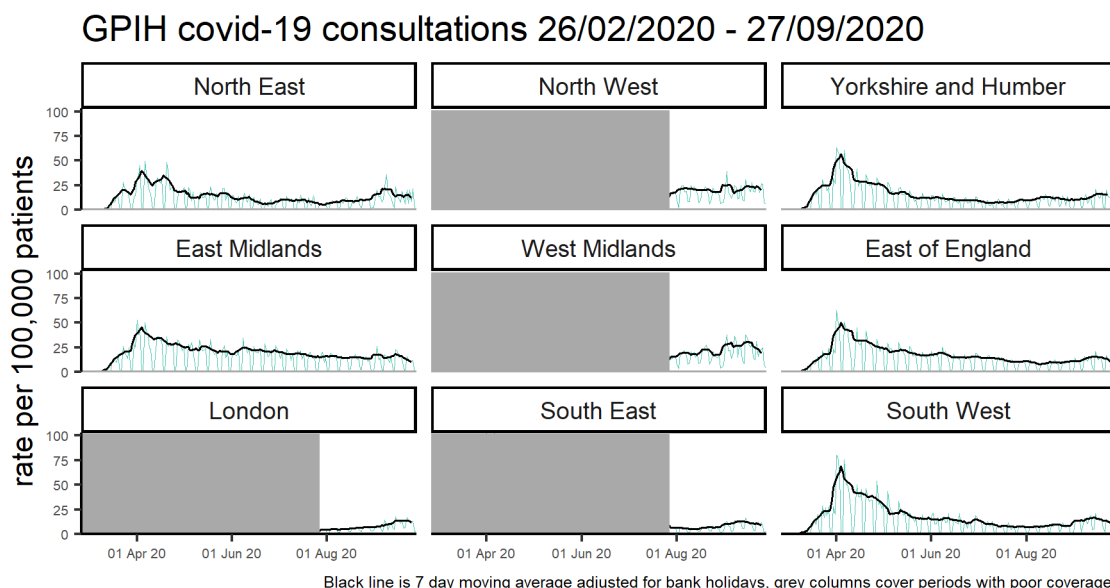 GPIH covid-19 consultations 26/02/2020 - 27/09/2020
North East
North West
Yorkshire and Humber
100
75
50
25
0
East Midlands
West Midlands
East of England
100
75
50
25
0
London
South East
South West
100
75
50
25
0
rate per 100,000 patients
01 Apr 20 01 Jun 20 01 Aug 20
01 Apr 20 01 Jun 20 01 Aug 20
01 Apr 20 01 Jun 20 01 Aug 20
Black line is 7 day moving average adjusted for bank holidays, grey columns cover periods with poor coverage